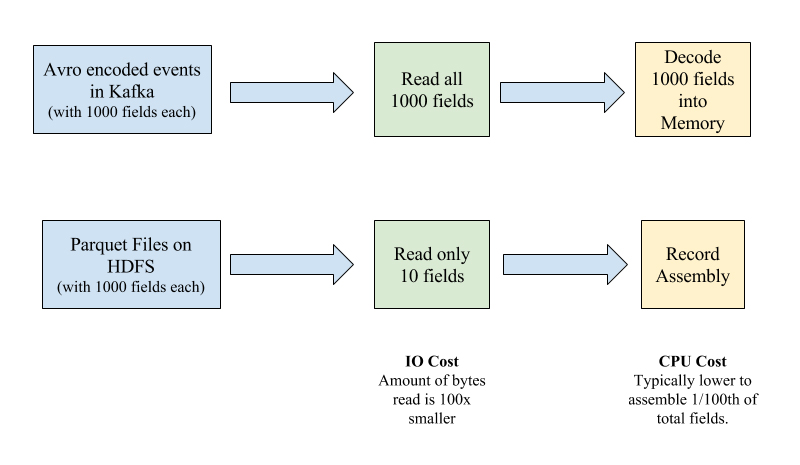 Avro encoded events
in Kafka
(with 1000 fields each)
Read all
1000 fields
Decode
1000 fields
into
Memory
Parquet Files on
HDFS
(with 1000 fields each)
Read only
10 fields
Record
Assembly
IO Cost
Amount of bytes
read is 100x
smaller
CPU Cost
Typically lower to
assemble 1/100th of
total fields.